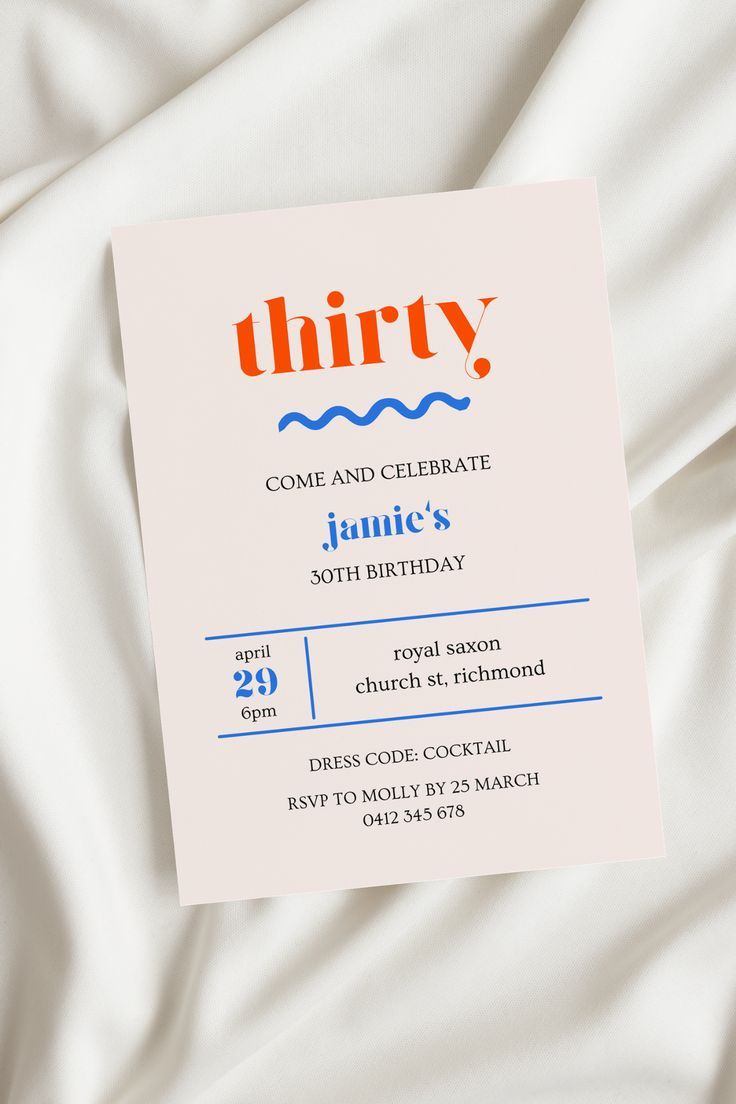 thirty
COME AND CELEBRATE
jamie's
30TH BIRTHDAY
april
29
6pm
royal saxon
church st, richmond
DRESS CODE: COCKTAIL
RSVP TO MOLLY BY 25 MARCH
0412 345 678